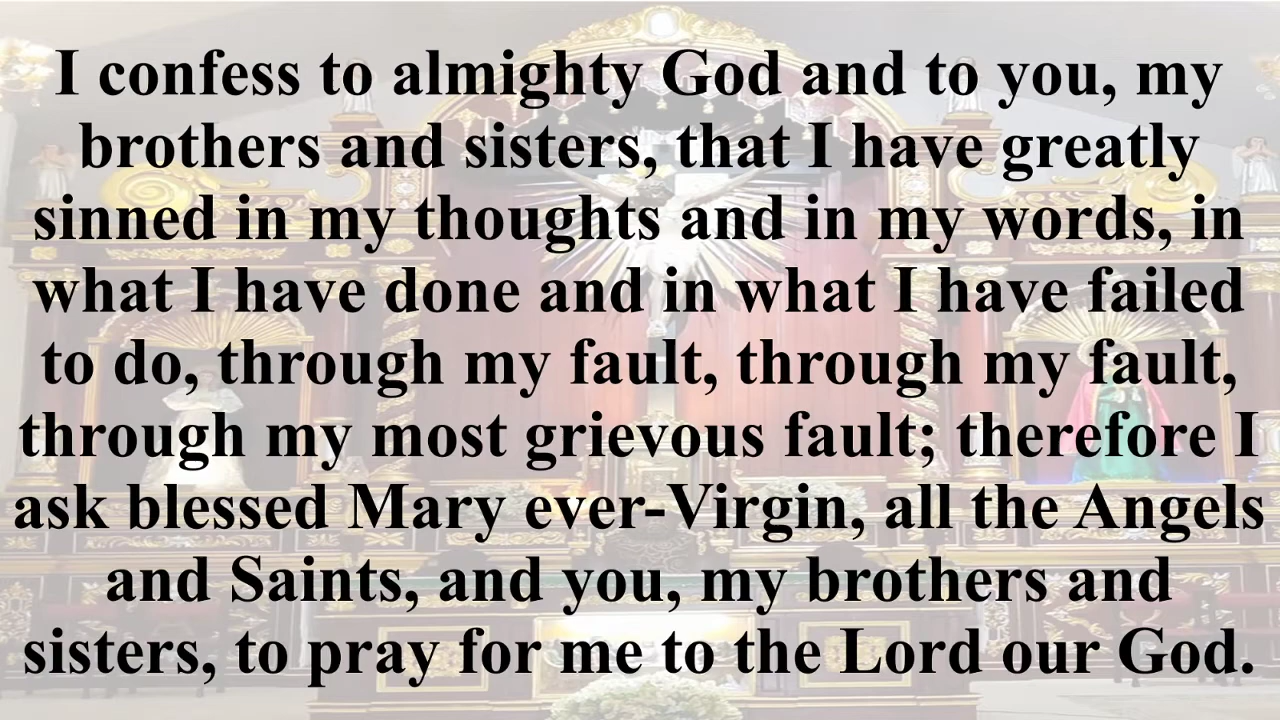 I confess to almighty God and to you, my
brothers and sisters, that I have greatly
sinned in my thoughts and in my words, in
what I have done and in what I have failed
to do, through my fault, through my fault,
through my most grievous fault; therefore I
ask blessed Mary ever-Virgin, all the Angels
and Saints, and you, my brothers and
sisters, to pray for me to the Lord our God.